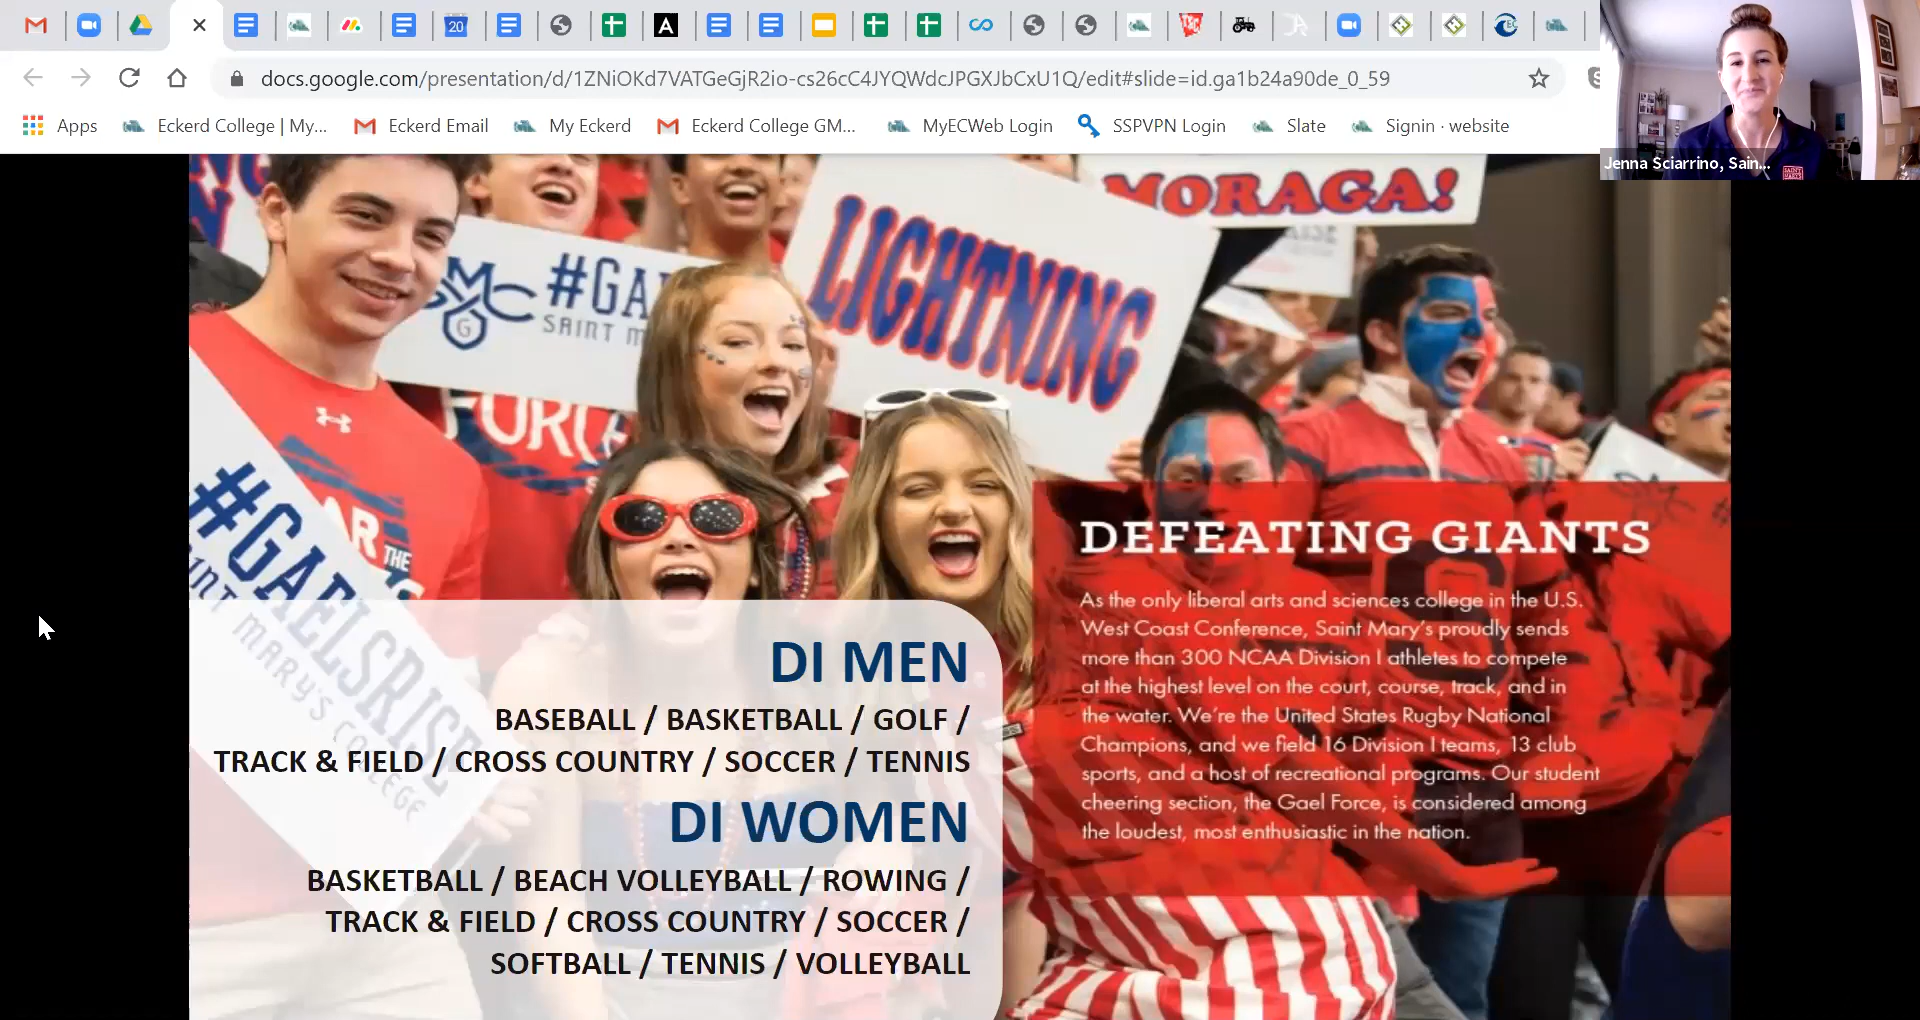 20
docs.google.com/presentation/d/1ZNiOKd7VATGeGjR2io-cs26cC4JYQWdcJPGXJbCxU1Q/edit#slide=id.ga1b24a90de_0_59
Apps
Eckerd College | My...
Eckerd Email
My Eckerd
Eckerd College GM...
MyECWeb Login
SSPVPN Login
Slate
Signin · website
Jenna Sciarrino, Sain...
MORAGA!
LIGHTNING
SMC
G
#GA
SAINT M
FORCE
THE
#GAELSRISE
SAINT MARY'S COLLEGE
DEFEATING GIANTS
As the only liberal arts and sciences college in the U.S.
West Coast Conference, Saint Mary's proudly sends
more than 300 NCAA Division I athletes to compete
at the highest level on the court, course, track, and in
the water. We're the United States Rugby National
Champions, and we field 16 Division I teams, 13 club
sports, and a host of recreational programs. Our student
cheering section, the Gael Force, is considered among
the loudest, most enthusiastic in the nation.
DI MEN
BASEBALL / BASKETBALL / GOLF /
TRACK & FIELD / CROSS COUNTRY / SOCCER / TENNIS
DI WOMEN
BASKETBALL / BEACH VOLLEYBALL / ROWING /
TRACK & FIELD / CROSS COUNTRY / SOCCER /
SOFTBALL / TENNIS / VOLLEYBALL